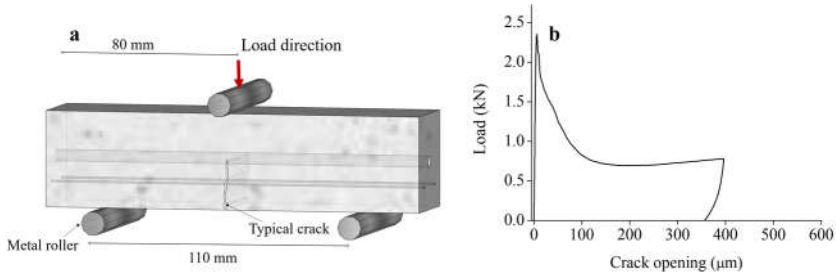 a
80 mm
Load direction
Typical crack
Metal roller
110 mm
b
Load (kN)
2.5
2.0
1.5
1.0
0.5
0.0
0 100 200 300 400 500 600
Crack opening (μm)